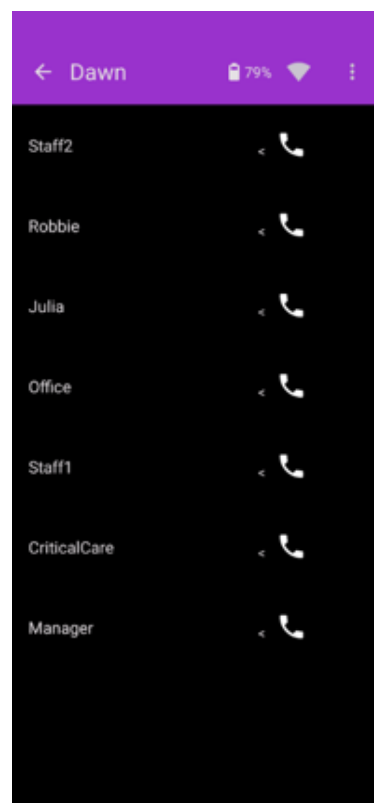 Dawn 79%
Staff2 <
Robbie <
Julia <
Office <
Staff1 <
CriticalCare <
Manager <